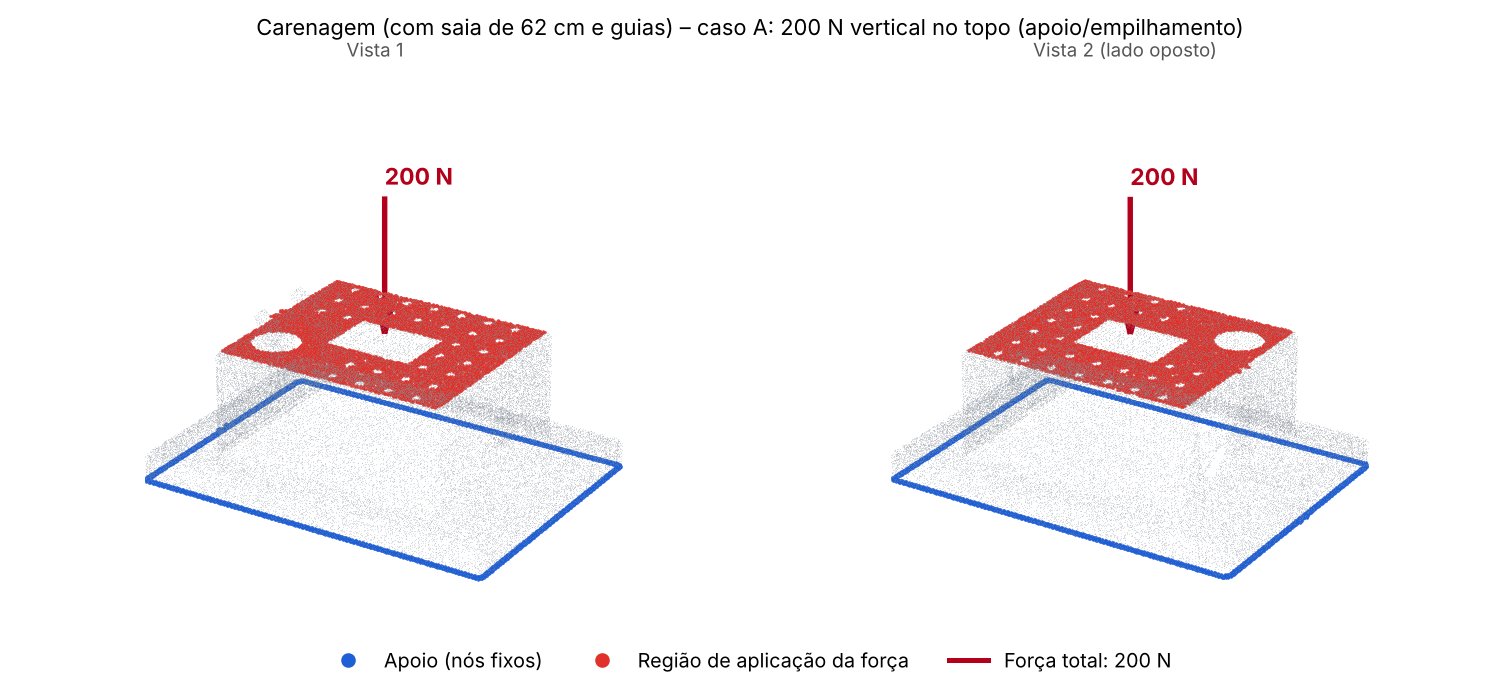 Carenagem (com saia de 62 cm e guias) – caso A: 200 N vertical no topo (apoio/empilhamento)
Vista 1
Vista 2 (lado oposto)
200 N
200 N
Apoio (nós fixos)
Região de aplicação da força
Força total: 200 N